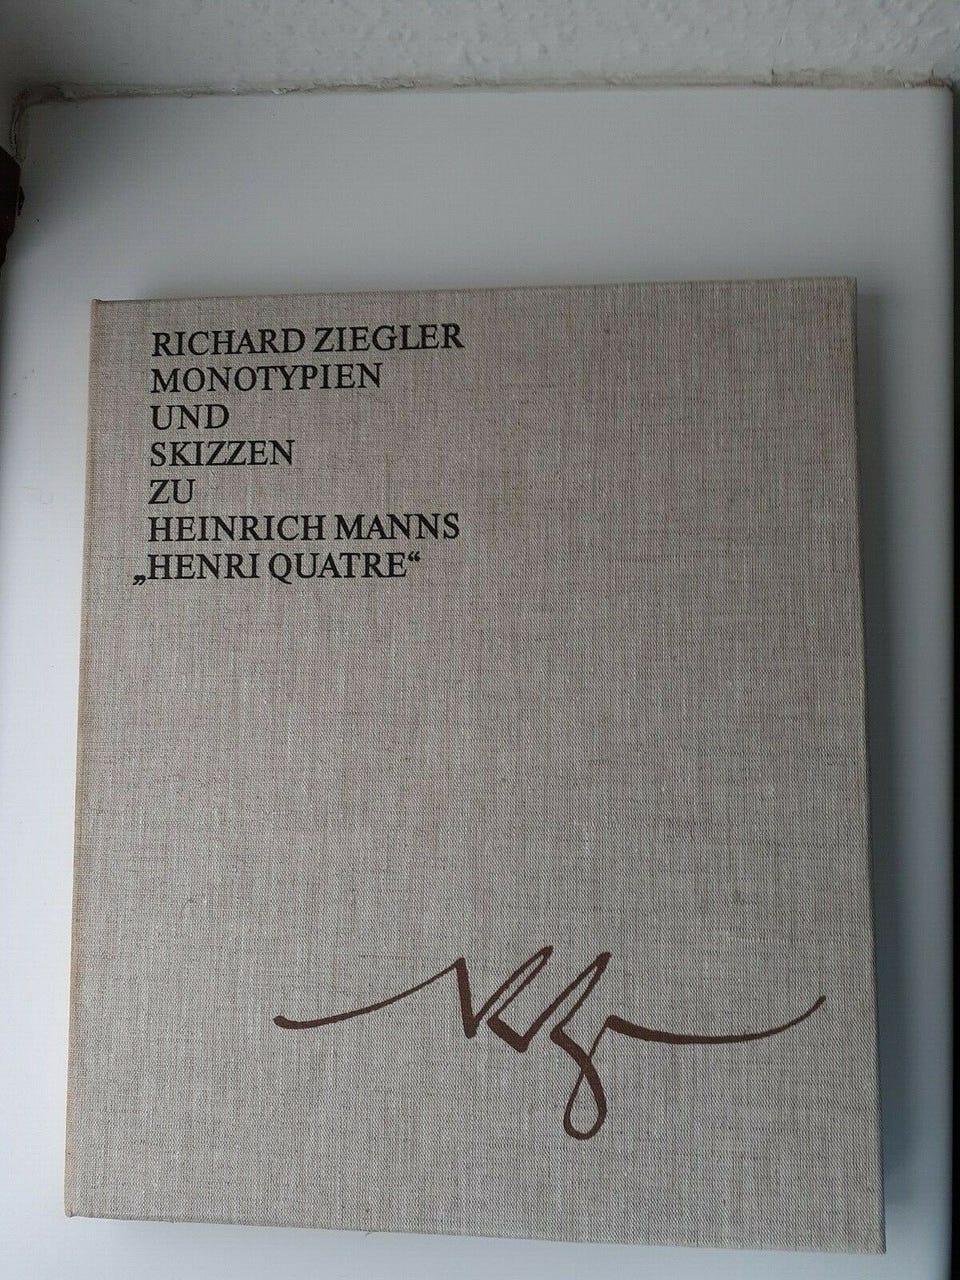 RICHARD ZIEGLER
MONOTYPIEN
UND
SKIZZEN
ZU
HEINRICH MANNS
„HENRI QUATRE“